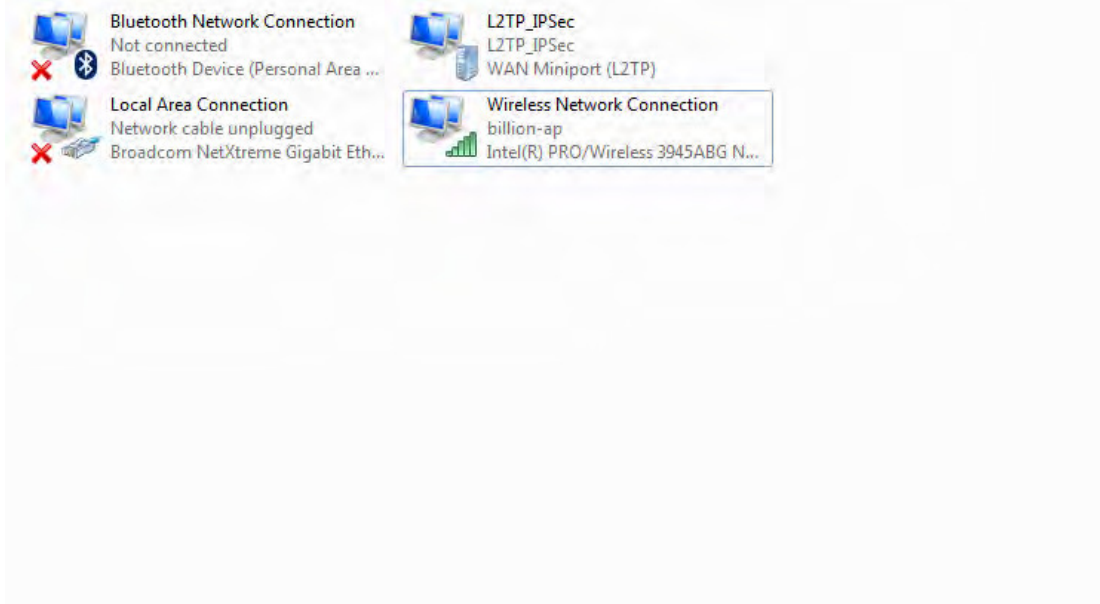 Bluetooth Network Connection
Not connected
Bluetooth Device (Personal Area ...
L2TP_IPSec
L2TP_IPSec
WAN Miniport (L2TP)
Local Area Connection
Network cable unplugged
Broadcom NetXtreme Gigabit Eth...
Wireless Network Connection
billion-ap
Intel(R) PRO/Wireless 3945ABG N...